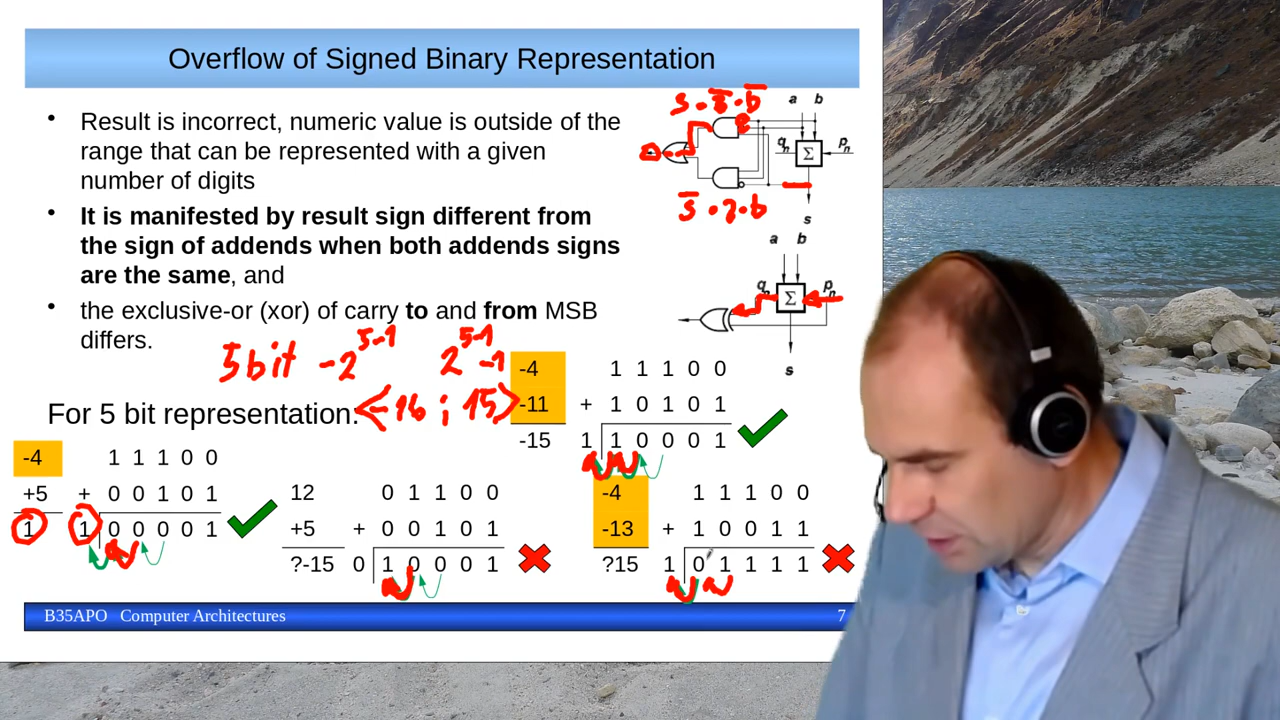 Overflow of Signed Binary Representation
• Result is incorrect, numeric value is outside of the
range that can be represented with a given
number of digits
• It is manifested by result sign different from
the sign of addends when both addends signs
are the same, and
• the exclusive-or (xor) of carry to and from MSB
differs.
a b
qn Σ pn
s
a b
qn Σ pn
s
5bit -2^5-1 2^5-1 -1
For 5 bit representation: <-16 ; 15>
-4 1 1 1 0 0
-11 + 1 0 1 0 1
-15 1 1 0 0 0 1
-4 1 1 1 0 0
+5 + 0 0 1 0 1
1 1 0 0 0 0 1
12 0 1 1 0 0
+5 + 0 0 1 0 1
?-15 0 1 0 0 0 1
-4 1 1 1 0 0
-13 + 1 0 0 1 1
?15 1 0 1 1 1 1
B35APO Computer Architectures 7